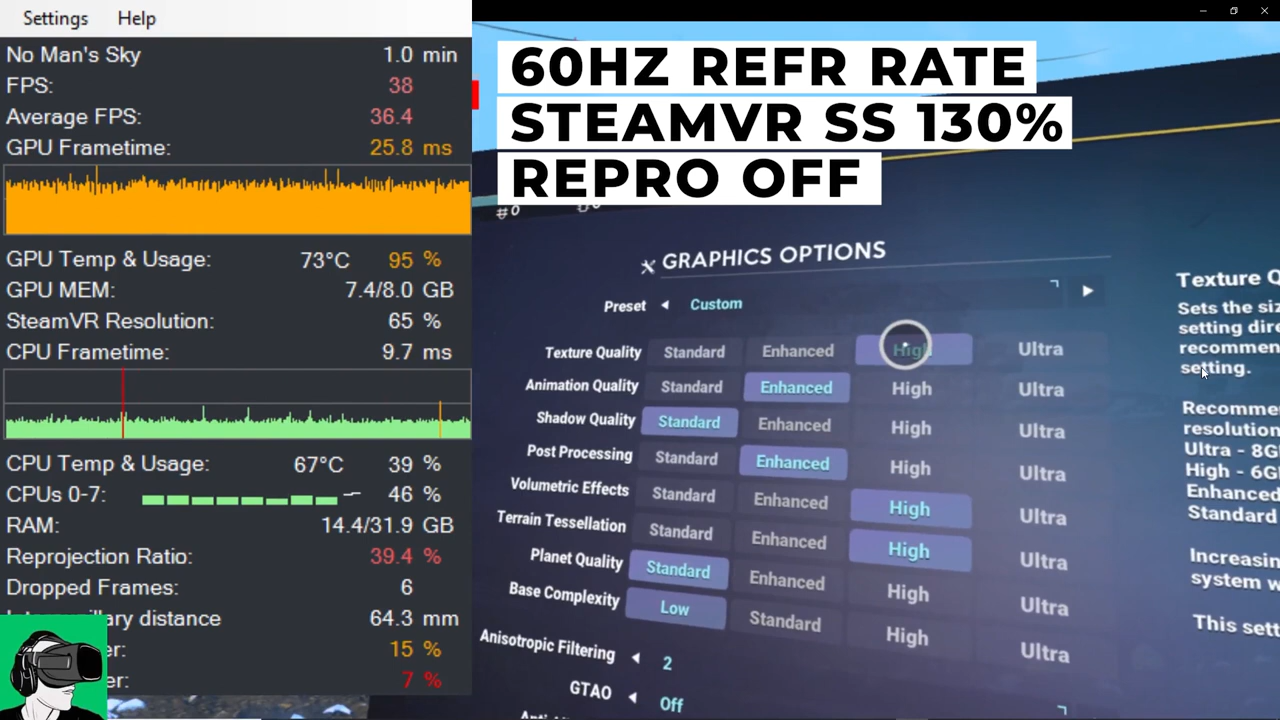 Settings Help
No Man's Sky 1.0 min
FPS: 38
Average FPS: 36.4
GPU Frametime: 25.8 ms
GPU Temp & Usage: 73°C 95 %
GPU MEM: 7.4/8.0 GB
SteamVR Resolution: 65 %
CPU Frametime: 9.7 ms
CPU Temp & Usage: 67°C 39 %
CPUs 0-7: 46 %
RAM: 14.4/31.9 GB
Reprojection Ratio: 39.4 %
Dropped Frames: 6
lary distance 64.3 mm
er: 15 %
er: 7 %
60HZ REFR RATE
STEAMVR SS 130%
REPRO OFF
GRAPHICS OPTIONS
Preset Custom
Texture Quality Standard Enhanced High Ultra
Animation Quality Standard Enhanced High Ultra
Shadow Quality Standard Enhanced High Ultra
Post Processing Standard Enhanced High Ultra
Volumetric Effects Standard Enhanced High Ultra
Terrain Tessellation Standard Enhanced High Ultra
Planet Quality Standard Enhanced High Ultra
Base Complexity Low Standard High Ultra
Anisotropic Filtering 2
GTAO Off
Texture Q
Sets the siz
setting dire
recommen
setting.
Recomme
resolution
Ultra - 8G
High - 6G
Enhanced
Standard
Increasing
system w
This sett